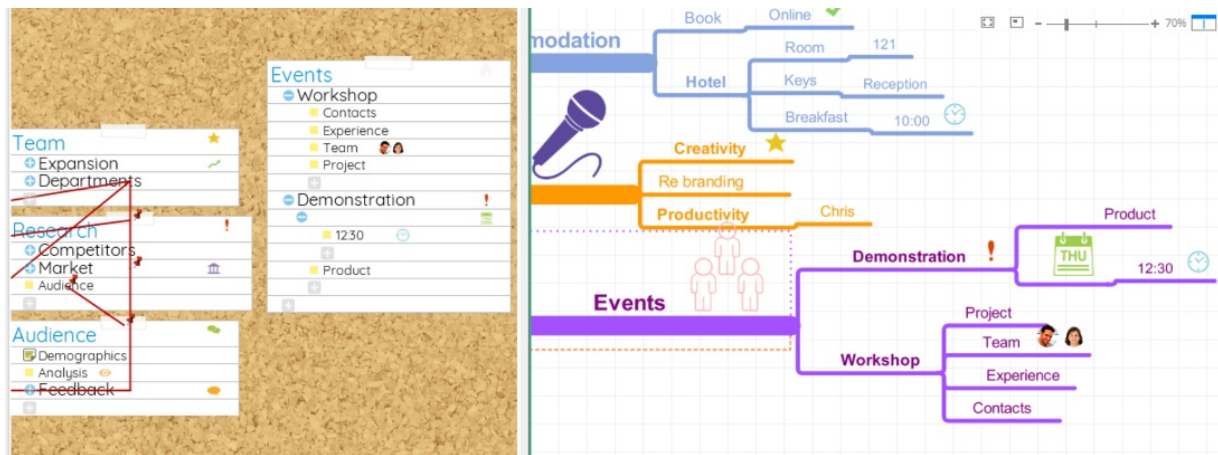 Team
Expansion
Departments
Research
Competitors
Market
Audience
Audience
Demographics
Analysis
Feedback
Events
Workshop
Contacts
Experience
Team
Project
Demonstration
12:30
Product
modation
Book
Online
70%
Hotel
Room
121
Keys
Reception
Breakfast
10:00
Creativity
Re branding
Productivity
Chris
Events
Demonstration
Product
THU
12:30
Workshop
Project
Team
Experience
Contacts